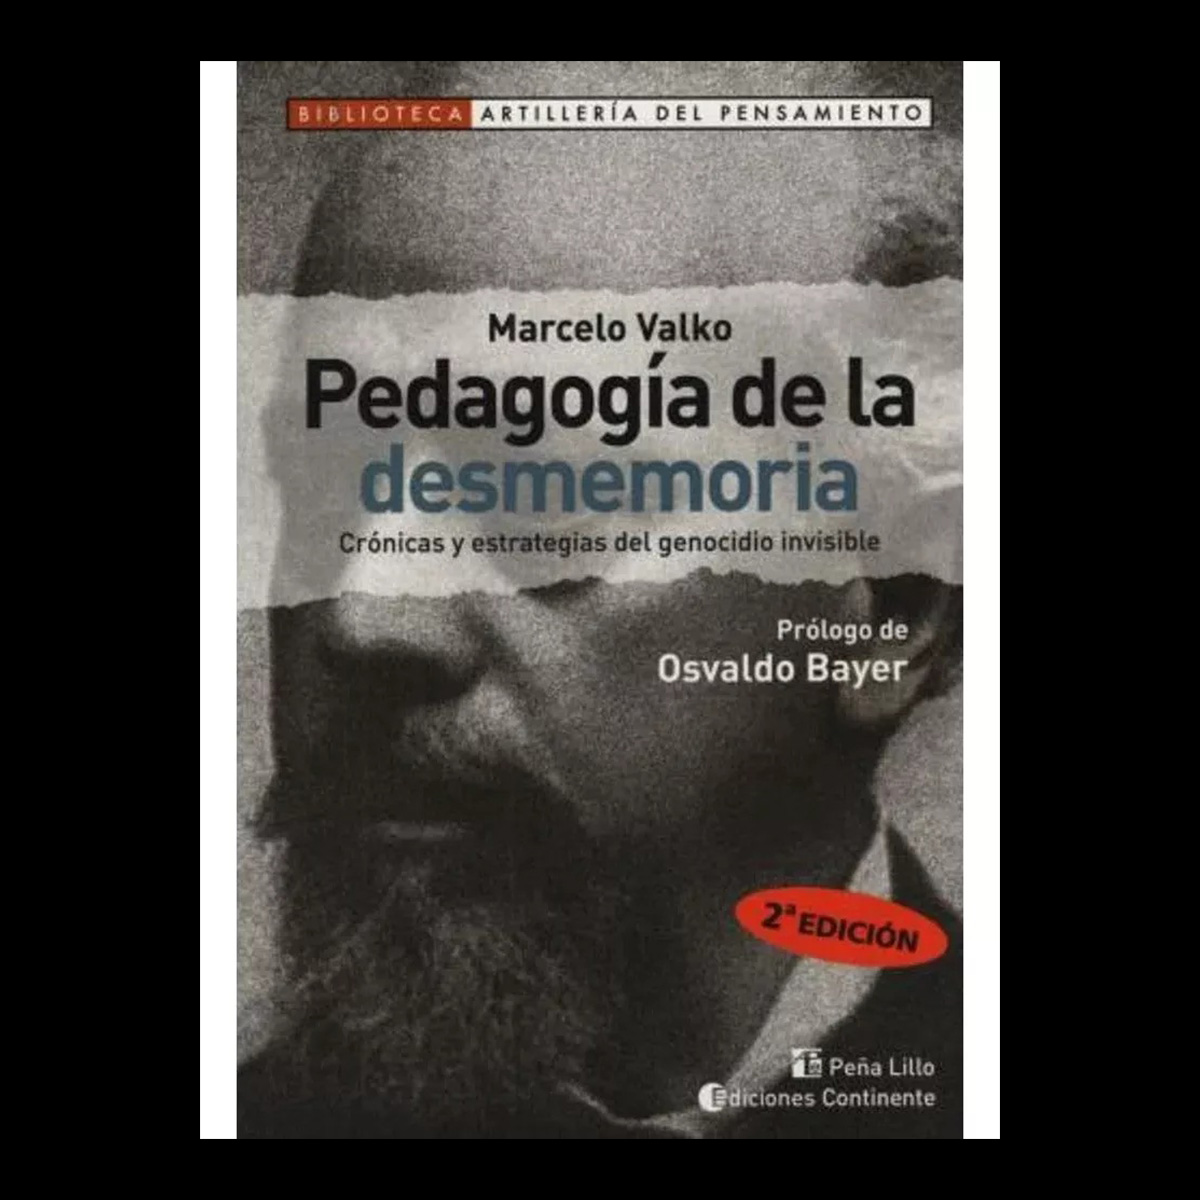 BIBLIOTECA ARTILLERÍA DEL PENSAMIENTO
Marcelo Valko
Pedagogía de la
desmemoria
Crónicas y estrategias del genocidio invisible
Prólogo de
Osvaldo Bayer
2ª EDICIÓN
Peña Lillo
Ediciones Continente